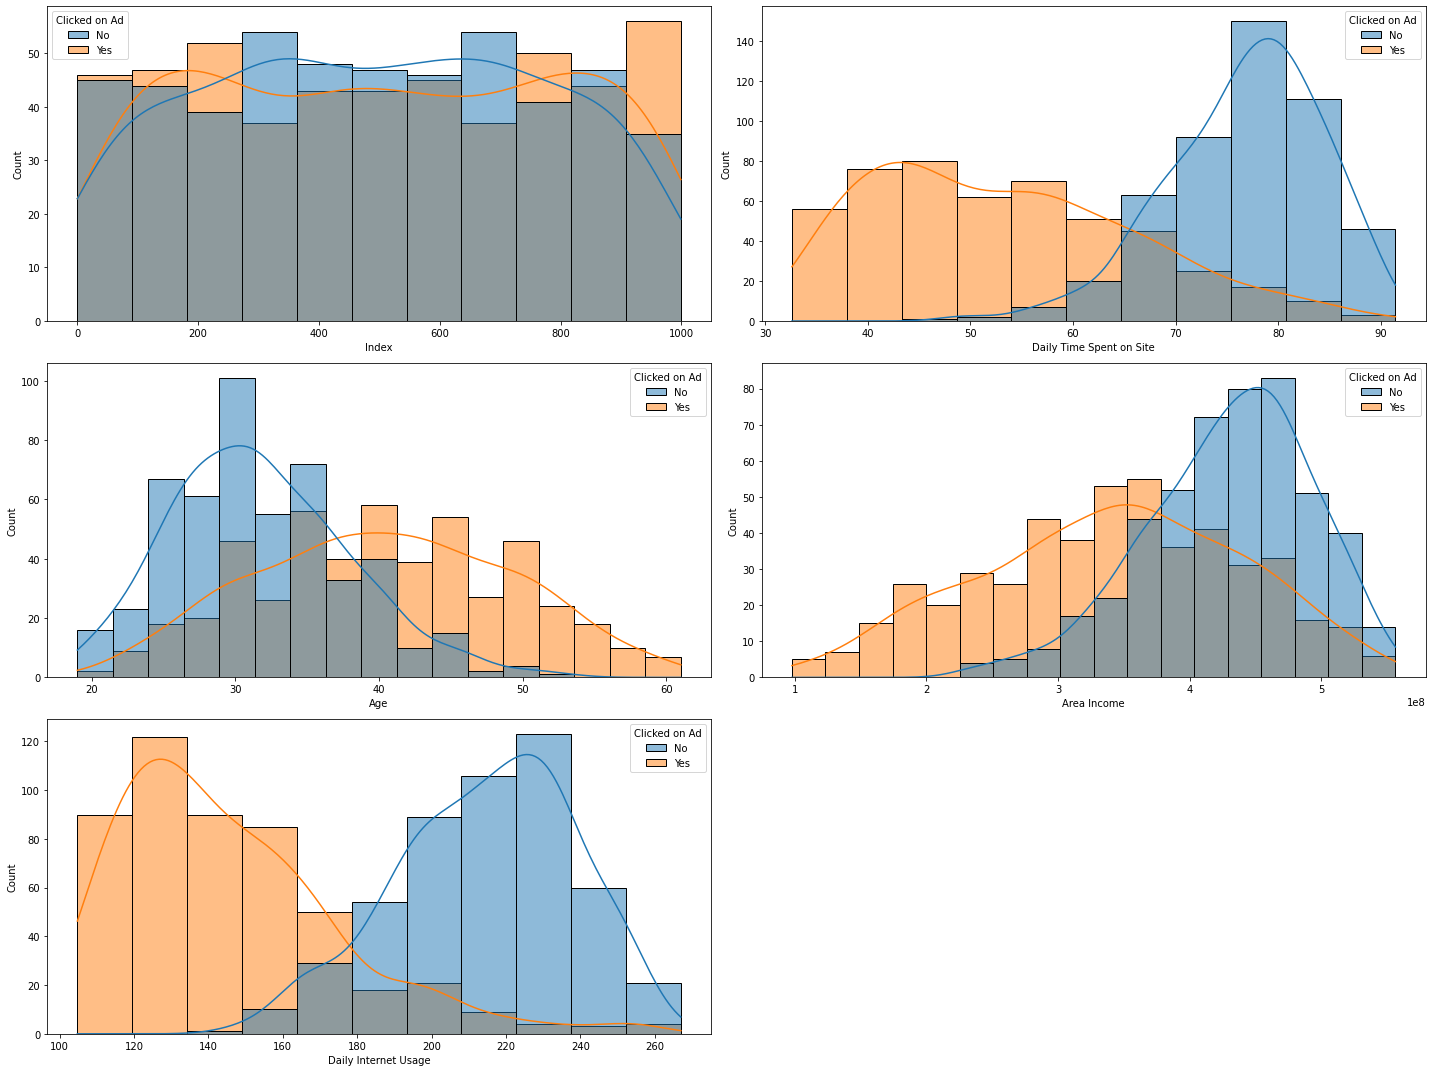 Clicked on Ad
No
Yes
Count
50
40
30
20
10
0
0 200 400 600 800 1000
Index
Clicked on Ad
No
Yes
Count
140
120
100
80
60
40
20
0
30 40 50 60 70 80 90
Daily Time Spent on Site
Clicked on Ad
No
Yes
Count
100
80
60
40
20
0
20 30 40 50 60
Age
Clicked on Ad
No
Yes
Count
80
70
60
50
40
30
20
10
0
1 2 3 4 5
1e8
Area Income
Clicked on Ad
No
Yes
Count
120
100
80
60
40
20
0
100 120 140 160 180 200 220 240 260
Daily Internet Usage